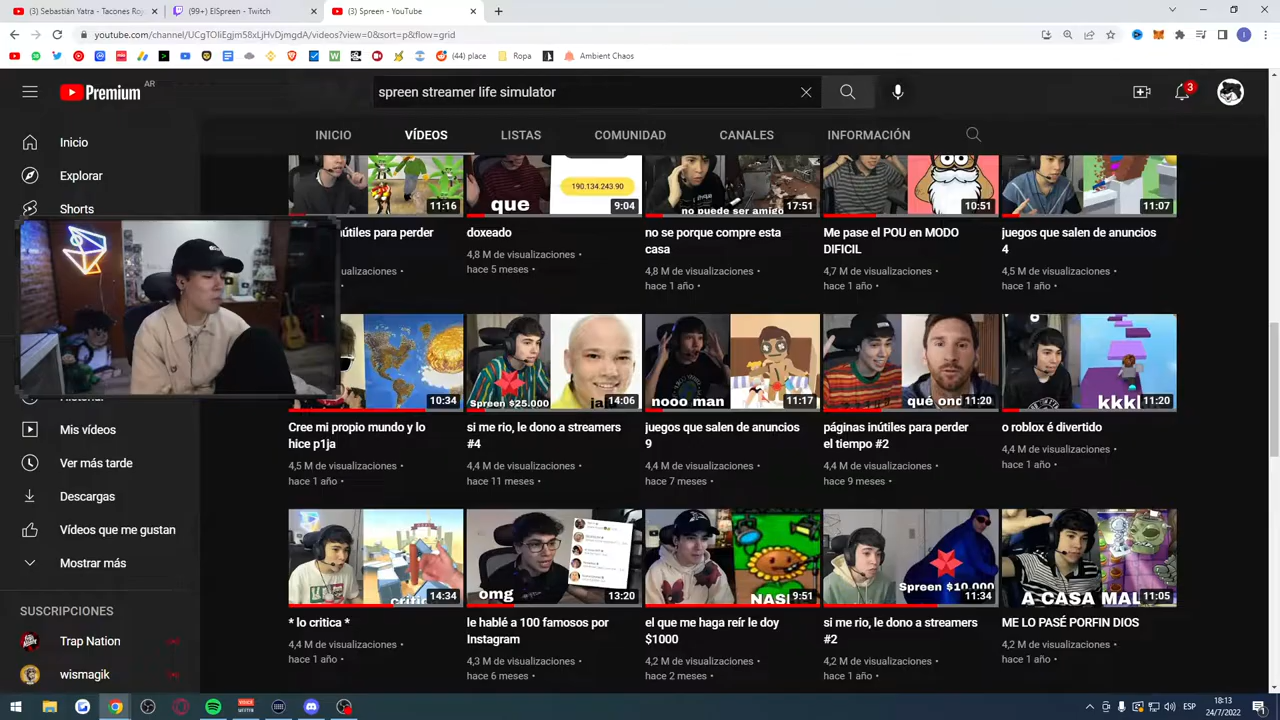 (3) Sebastián Yatra - Tacones Ro
(99+) ElSpreen - Twitch
(3) Spreen - YouTube
youtube.com/channel/UCgTOliEgjm58xLjHvDjmgdA/videos?view=0&sort=p&flow=grid
(44) place
Ropa
Ambient Chaos
Premium
AR
spreen streamer life simulator
3
INICIO
VÍDEOS
LISTAS
COMUNIDAD
CANALES
INFORMACIÓN
Inicio
Explorar
Shorts
Mis vídeos
Ver más tarde
Descargas
Vídeos que me gustan
Mostrar más
SUSCRIPCIONES
Trap Nation
wismagik
11:16
inútiles para perder
visualizaciones •
190.134.243.90
que
9:04
doxeado
4,8 M de visualizaciones •
hace 5 meses •
no puede ser amigo
17:51
no se porque compre esta
casa
4,8 M de visualizaciones •
hace 1 año •
10:51
Me pase el POU en MODO
DIFICIL
4,7 M de visualizaciones •
hace 1 año •
11:07
juegos que salen de anuncios
4
4,5 M de visualizaciones •
hace 1 año •
10:34
Cree mi propio mundo y lo
hice p1ja
4,5 M de visualizaciones •
hace 1 año •
Spreen $25.000
14:06
si me rio, le dono a streamers
#4
4,4 M de visualizaciones •
hace 11 meses •
nooo man
11:17
juegos que salen de anuncios
9
4,4 M de visualizaciones •
hace 7 meses •
qué ond
11:20
páginas inútiles para perder
el tiempo #2
4,4 M de visualizaciones •
hace 9 meses •
kkkk
11:20
o roblox é divertido
4,4 M de visualizaciones •
hace 1 año •
critic
14:34
* lo critica *
4,4 M de visualizaciones •
hace 1 año •
omg
13:20
le hablé a 100 famosos por
Instagram
4,3 M de visualizaciones •
hace 6 meses •
NASH
9:51
el que me haga reír le doy
$1000
4,2 M de visualizaciones •
hace 2 meses •
Spreen $10.000
11:34
si me rio, le dono a streamers
#2
4,2 M de visualizaciones •
hace 1 año •
A CASA MAL
11:05
ME LO PASÉ PORFIN DIOS
4,2 M de visualizaciones •
hace 1 año •
ESP
18:13
24/7/2022